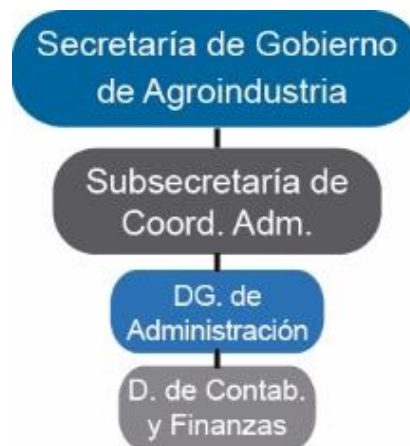 Secretaría de Gobierno
de Agroindustria
Subsecretaría de
Coord. Adm.
DG. de
Administración
D. de Contab.
y Finanzas